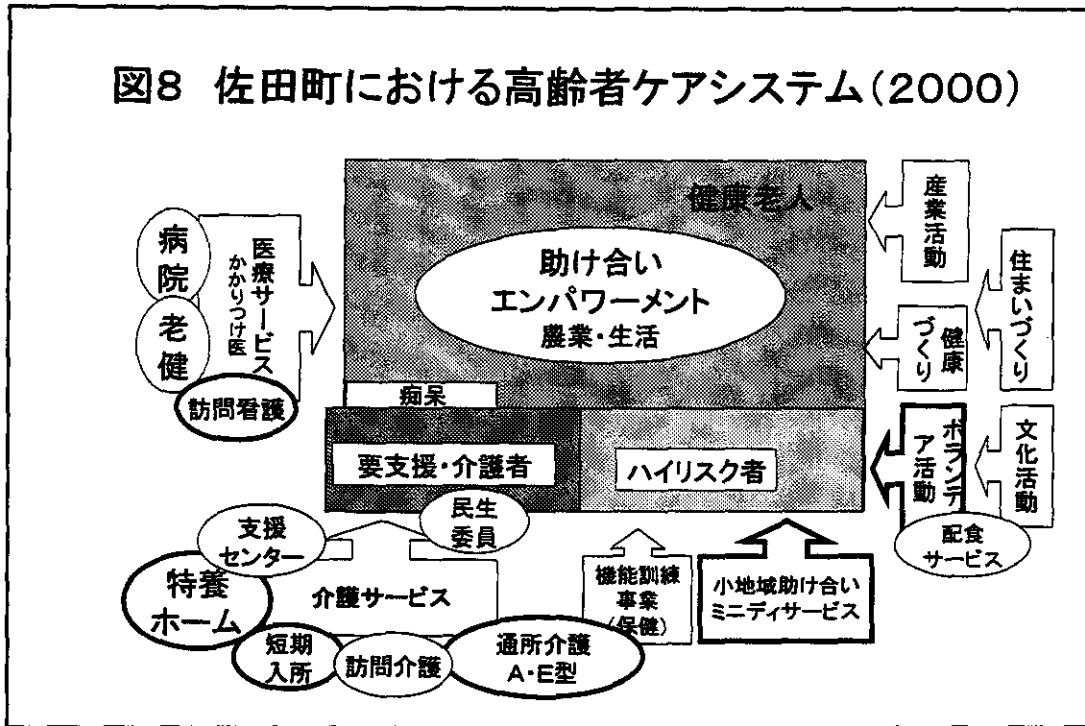 図8 佐田町における高齢者ケアシステム(2000)
健康老人
助け合い
エンパワーメント
農業・生活
痴呆
要支援・介護者
ハイリスク者
病院
老健
訪問看護
医療サービス
かかりつけ医
産業活動
住まいづくり
健康
づくり
ボランテ
ィア活動
文化活動
配食
サービス
民生
委員
支援
センター
特養
ホーム
介護サービス
短期
入所
訪問介護
通所介護
A・E型
機能訓練
事業
(保健)
小地域助け合い
ミニディサービス